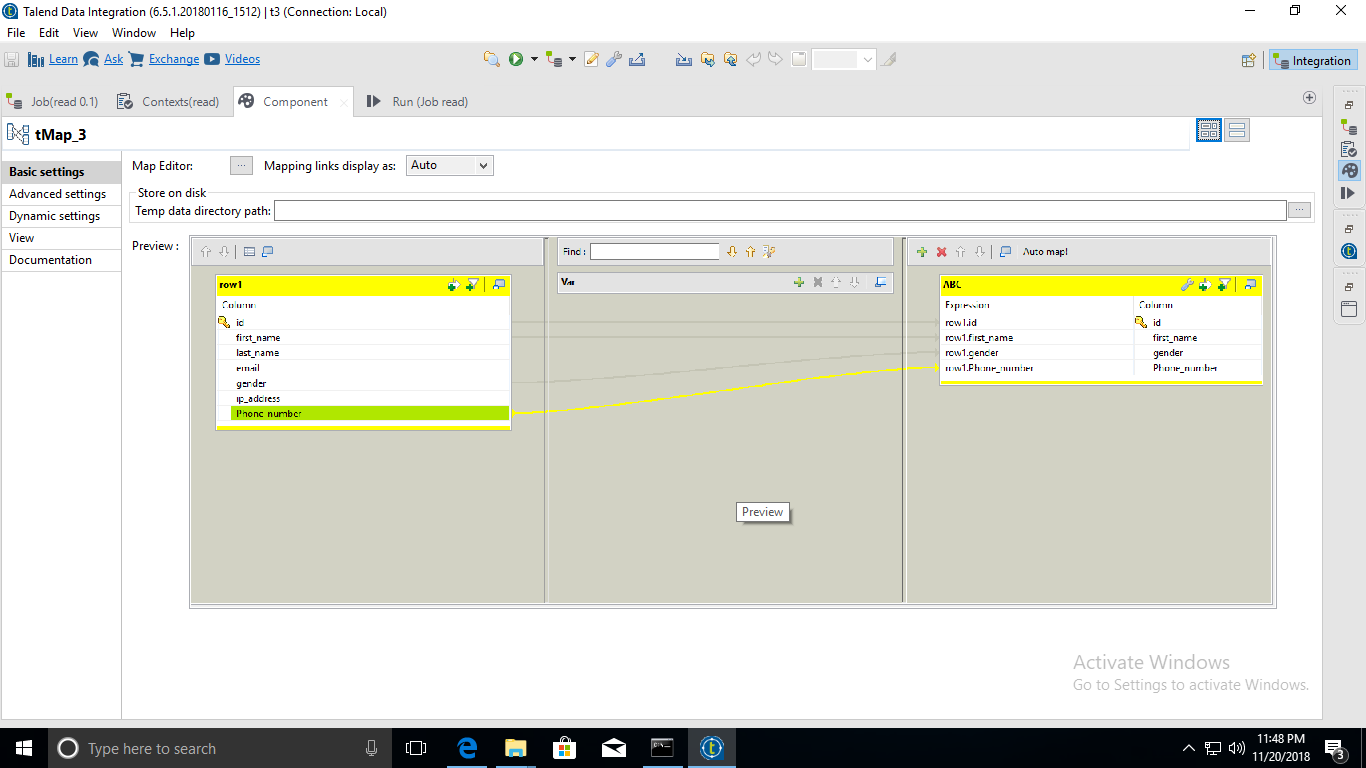 Talend Data Integration (6.5.1.20180116_1512) | t3 (Connection: Local)
File Edit View Window Help
Learn Ask Exchange Videos Integration
Job(read 0.1) Contexts(read) Component Run (Job read)
tMap_3
Basic settings
Advanced settings
Dynamic settings
View
Documentation
Map Editor: ... Mapping links display as: Auto
Store on disk
Temp data directory path: ...
Preview :
Find :
Auto map!
row1
Column
id
first_name
last_name
email
gender
ip_address
Phone_number
Var
ABC
Expression Column
row1.id id
row1.first_name first_name
row1.gender gender
row1.Phone_number Phone_number
Preview
Activate Windows
Go to Settings to activate Windows.
Type here to search
11:48 PM
11/20/2018
3